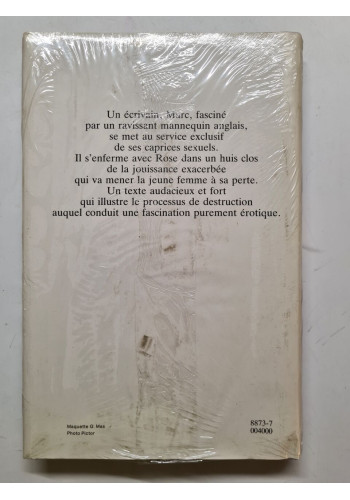 Un écrivain, Marc, fasciné
par un ravissant mannequin anglais,
se met au service exclusif
de ses caprices sexuels.
Il s'enferme avec Rose dans un huis clos
de la jouissance exacerbée
qui va mener la jeune femme à sa perte.
Un texte audacieux et fort
qui illustre le processus de destruction
auquel conduit une fascination purement érotique.
Maquette G. Max
Photo Pictor
8873-7
004000